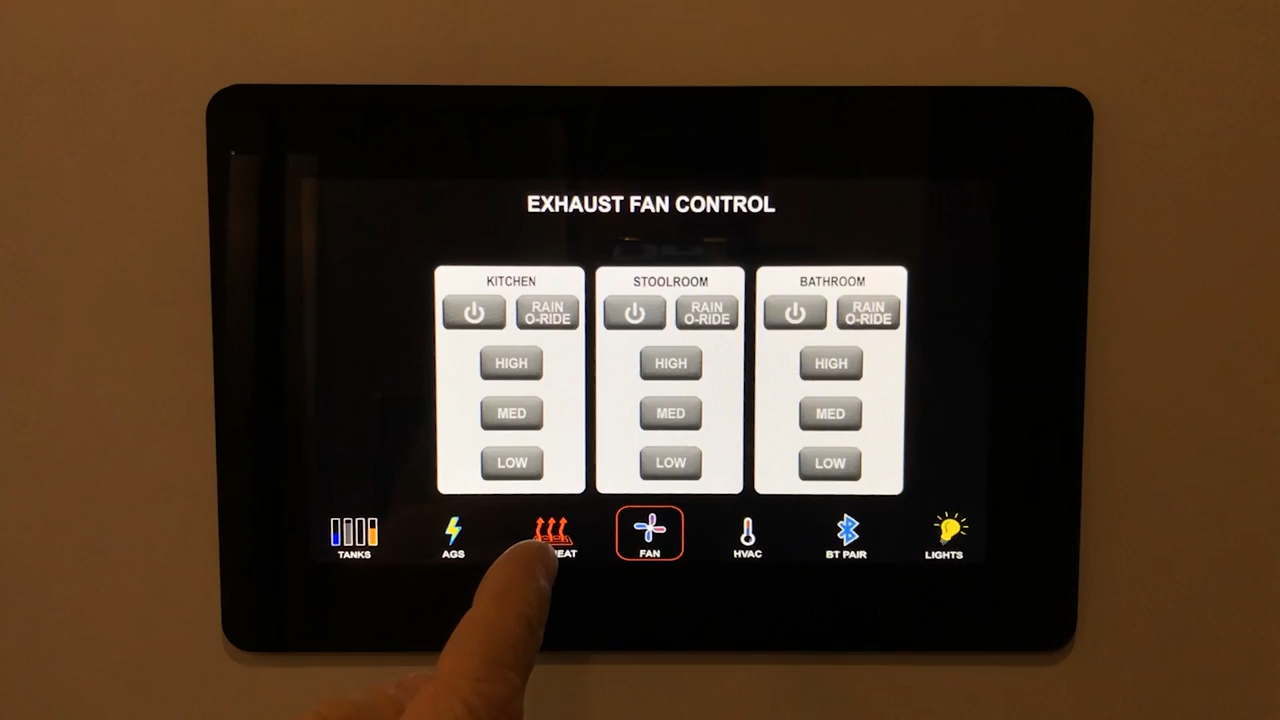 EXHAUST FAN CONTROL
KITCHEN
RAIN
O-RIDE
HIGH
MED
LOW
STOOLROOM
RAIN
O-RIDE
HIGH
MED
LOW
BATHROOM
RAIN
O-RIDE
HIGH
MED
LOW
TANKS
AGS
FAN
HVAC
BT PAIR
LIGHTS